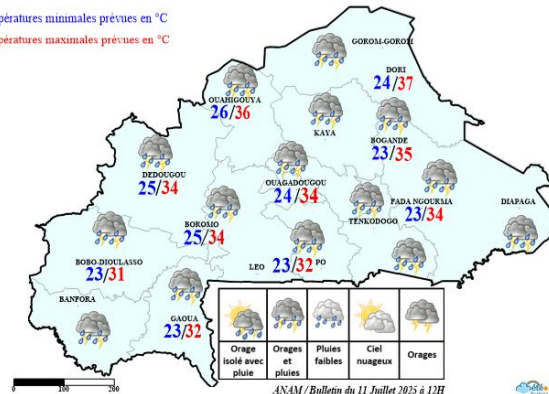 pératures minimales prévues en °C
pératures maximales prévues en °C
GOROM-GOROM
DORI
24/37
OUAHIGOUYA
26/36
KAYA
BOGANDE
23/35
DEDOUGOU
25/34
OUAGADOUGOU
24/34
FADA NGOURMA
23/34
DIAPAGA
TENKODOGO
BOROMO
25/34
BOBO-DIOULASSO
23/31
LEO
23/32
PO
BANFORA
GAOUA
23/32
Orage isolé avec pluie
Orages et pluies
Pluies faibles
Ciel nuageux
Orages
0 100 200
ANAM / Bulletin du 11 Juillet 2025 à 12H